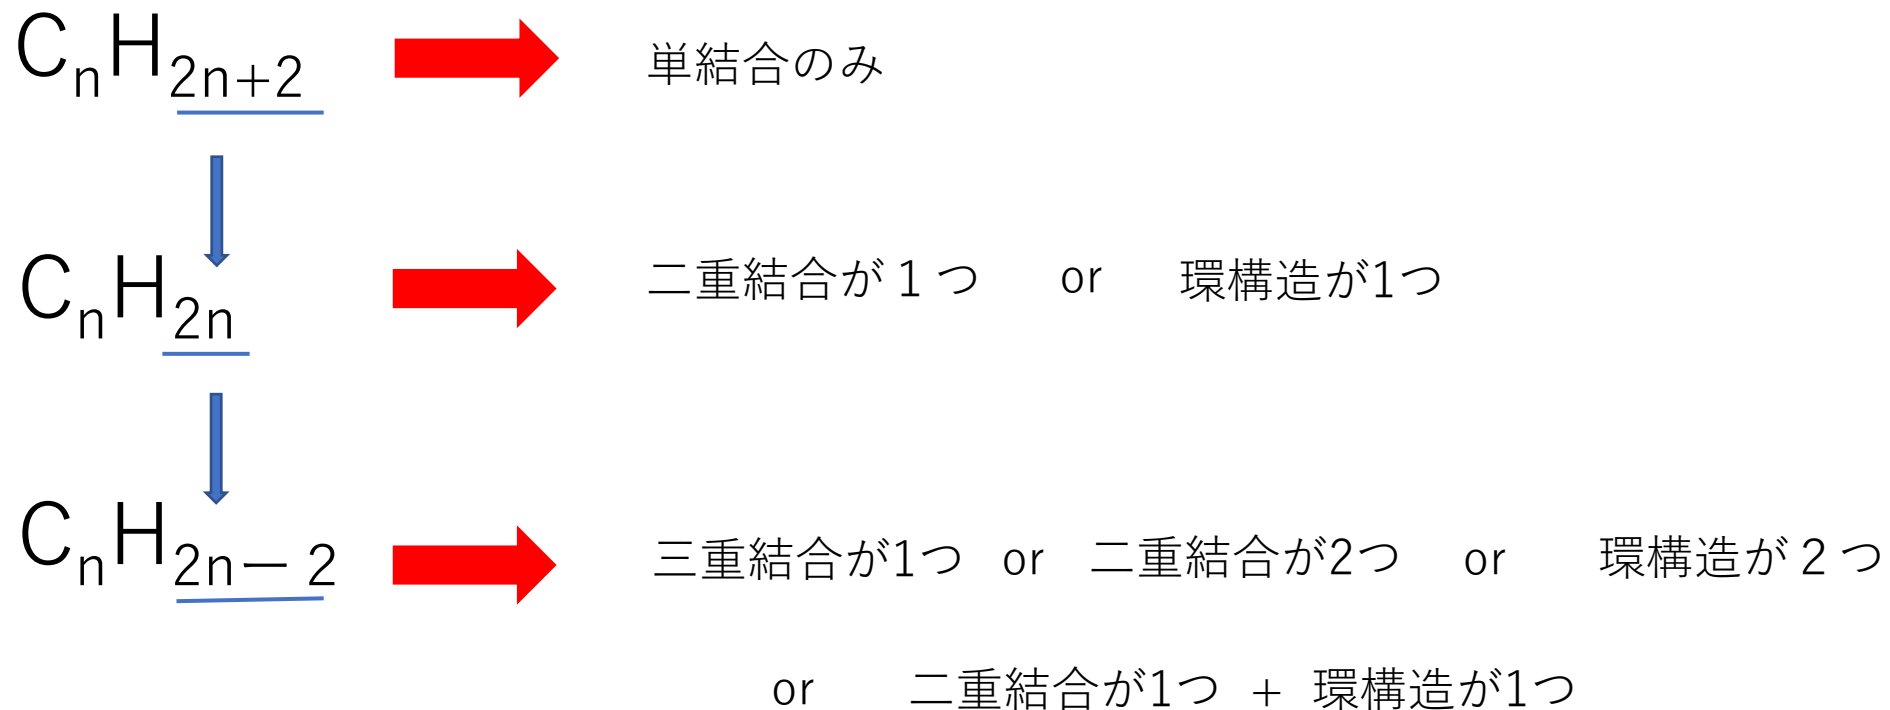 CnH2n+2 単結合のみ
CnH2n 二重結合が１つ or 環構造が1つ
CnH2n－2 三重結合が1つ or 二重結合が2つ or 環構造が２つ
or 二重結合が1つ + 環構造が1つ